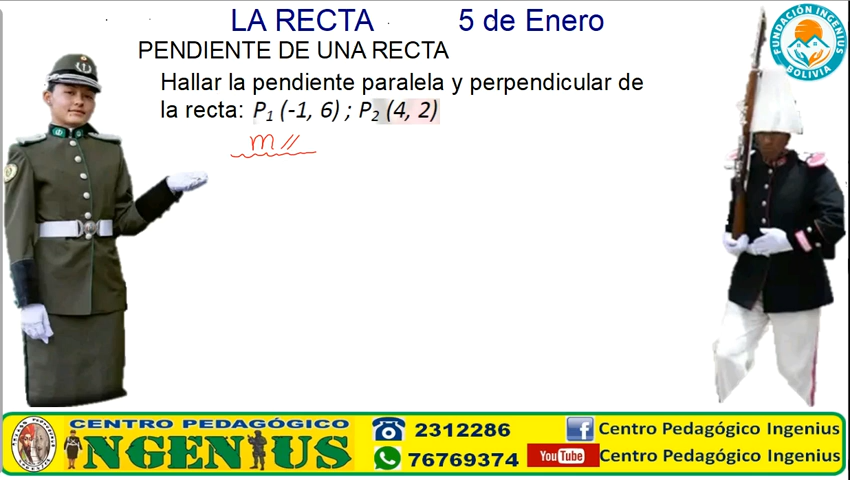 LA RECTA
5 de Enero
PENDIENTE DE UNA RECTA
Hallar la pendiente paralela y perpendicular de
la recta: P1 (-1, 6) ; P2 (4, 2)
m //
FUNDACIÓN INGENIUS
BOLIVIA
CENTRO PEDAGÓGICO
INGENIUS
2312286
76769374
Centro Pedagógico Ingenius
YouTube Centro Pedagógico Ingenius